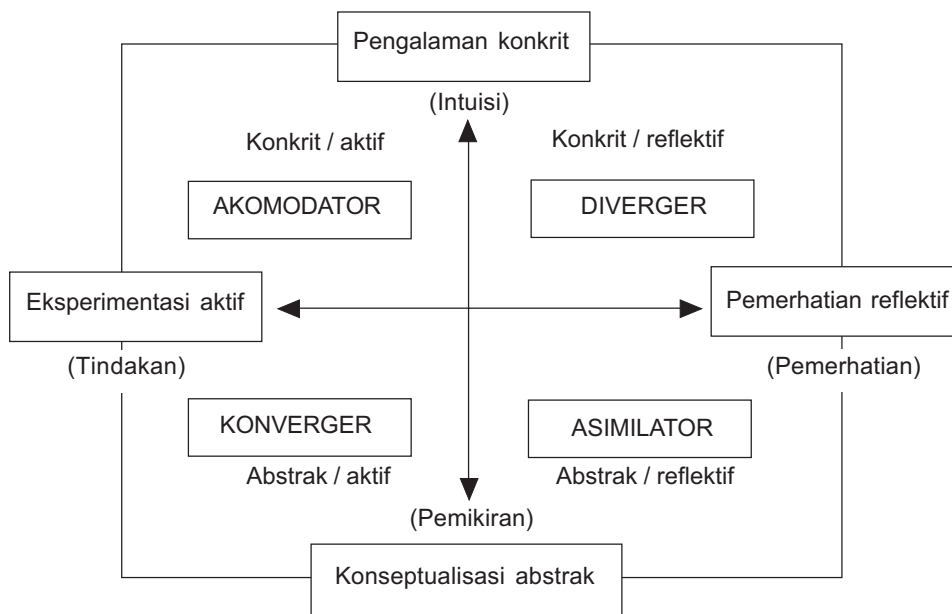 Pengalaman konkrit
(Intuisi)
Konkrit / aktif
Konkrit / reflektif
AKOMODATOR
DIVERGER
Eksperimentasi aktif
Pemerhatian reflektif
(Tindakan)
(Pemerhatian)
KONVERGER
ASIMILATOR
Abstrak / aktif
Abstrak / reflektif
(Pemikiran)
Konseptualisasi abstrak